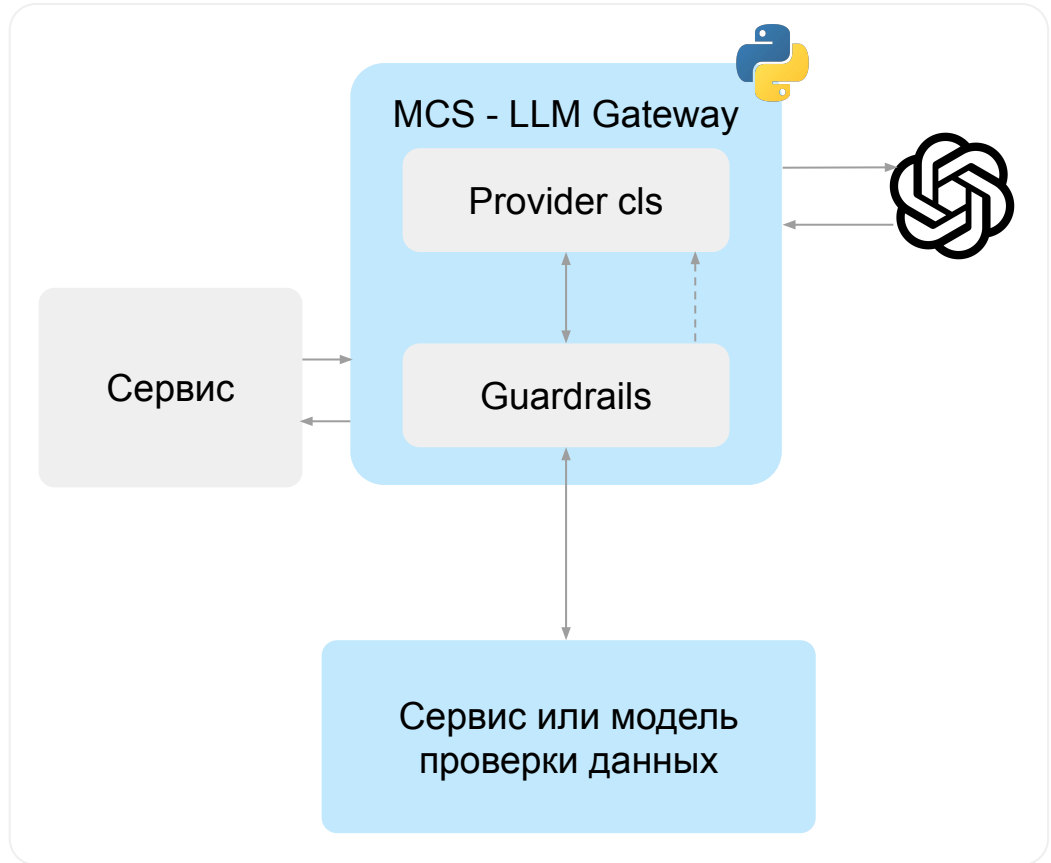 MCS - LLM Gateway
Provider cls
Сервис
Guardrails
Сервис или модель
проверки данных